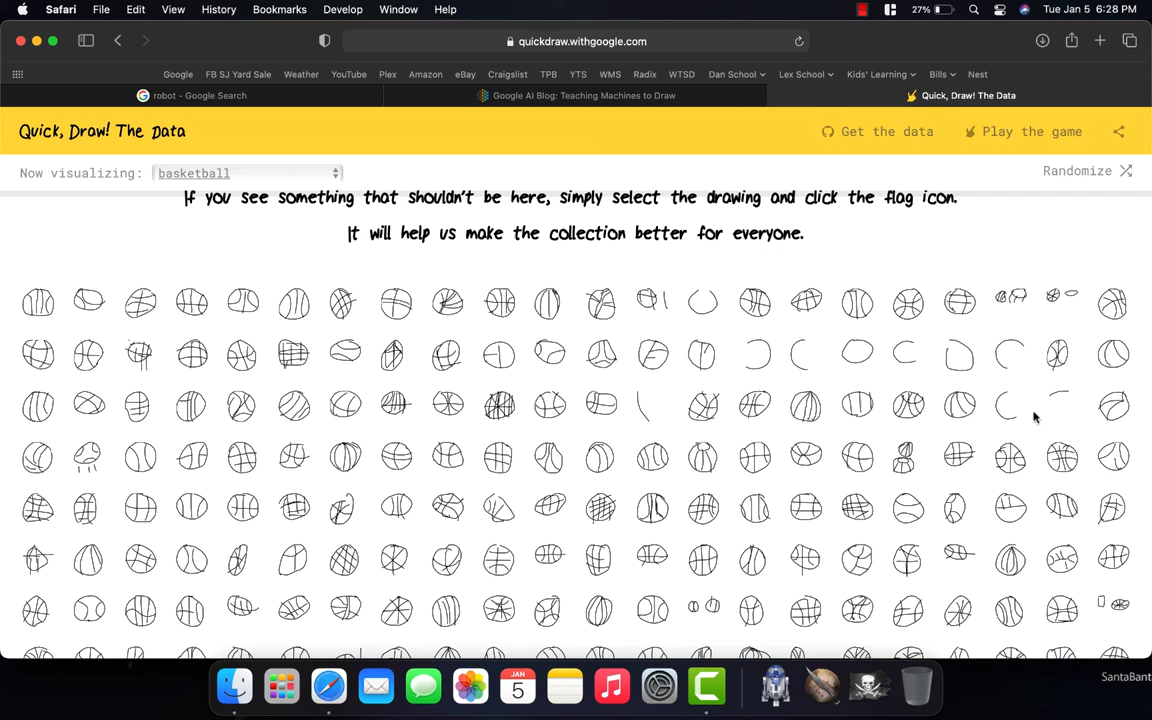 Safari File Edit View History Bookmarks Develop Window Help 27% Tue Jan 5 6:28 PM
quickdraw.withgoogle.com
Google FB SJ Yard Sale Weather YouTube Plex Amazon eBay Craigslist TPB YTS WMS Radix WTSD Dan School Lex School Kids' Learning Bills Nest
robot - Google Search Google AI Blog: Teaching Machines to Draw Quick, Draw! The Data
Quick, Draw! The Data Get the data Play the game
Now visualizing: basketball Randomize
If you see something that shouldn't be here, simply select the drawing and click the flag icon.
It will help us make the collection better for everyone.
JAN
5
SantaBant